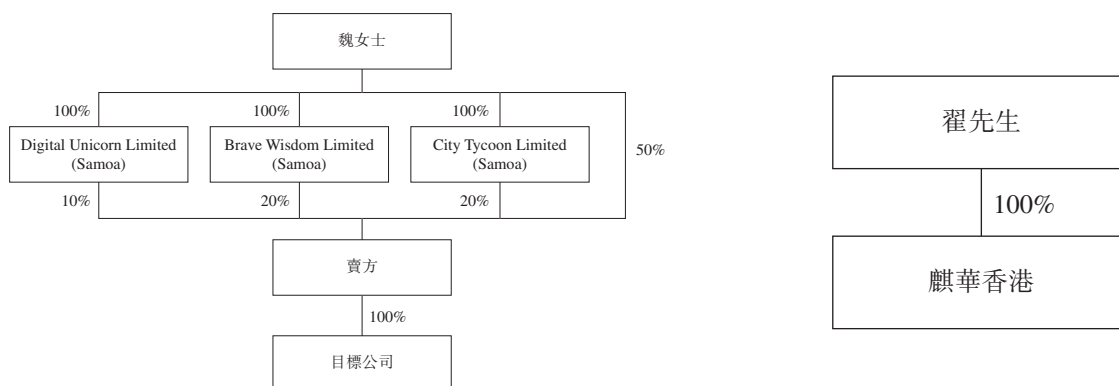 魏女士
100%
100%
100%
Digital Unicorn Limited
(Samoa)
Brave Wisdom Limited
(Samoa)
City Tycoon Limited
(Samoa)
50%
10%
20%
20%
賣方
100%
目標公司
翟先生
100%
麒華香港